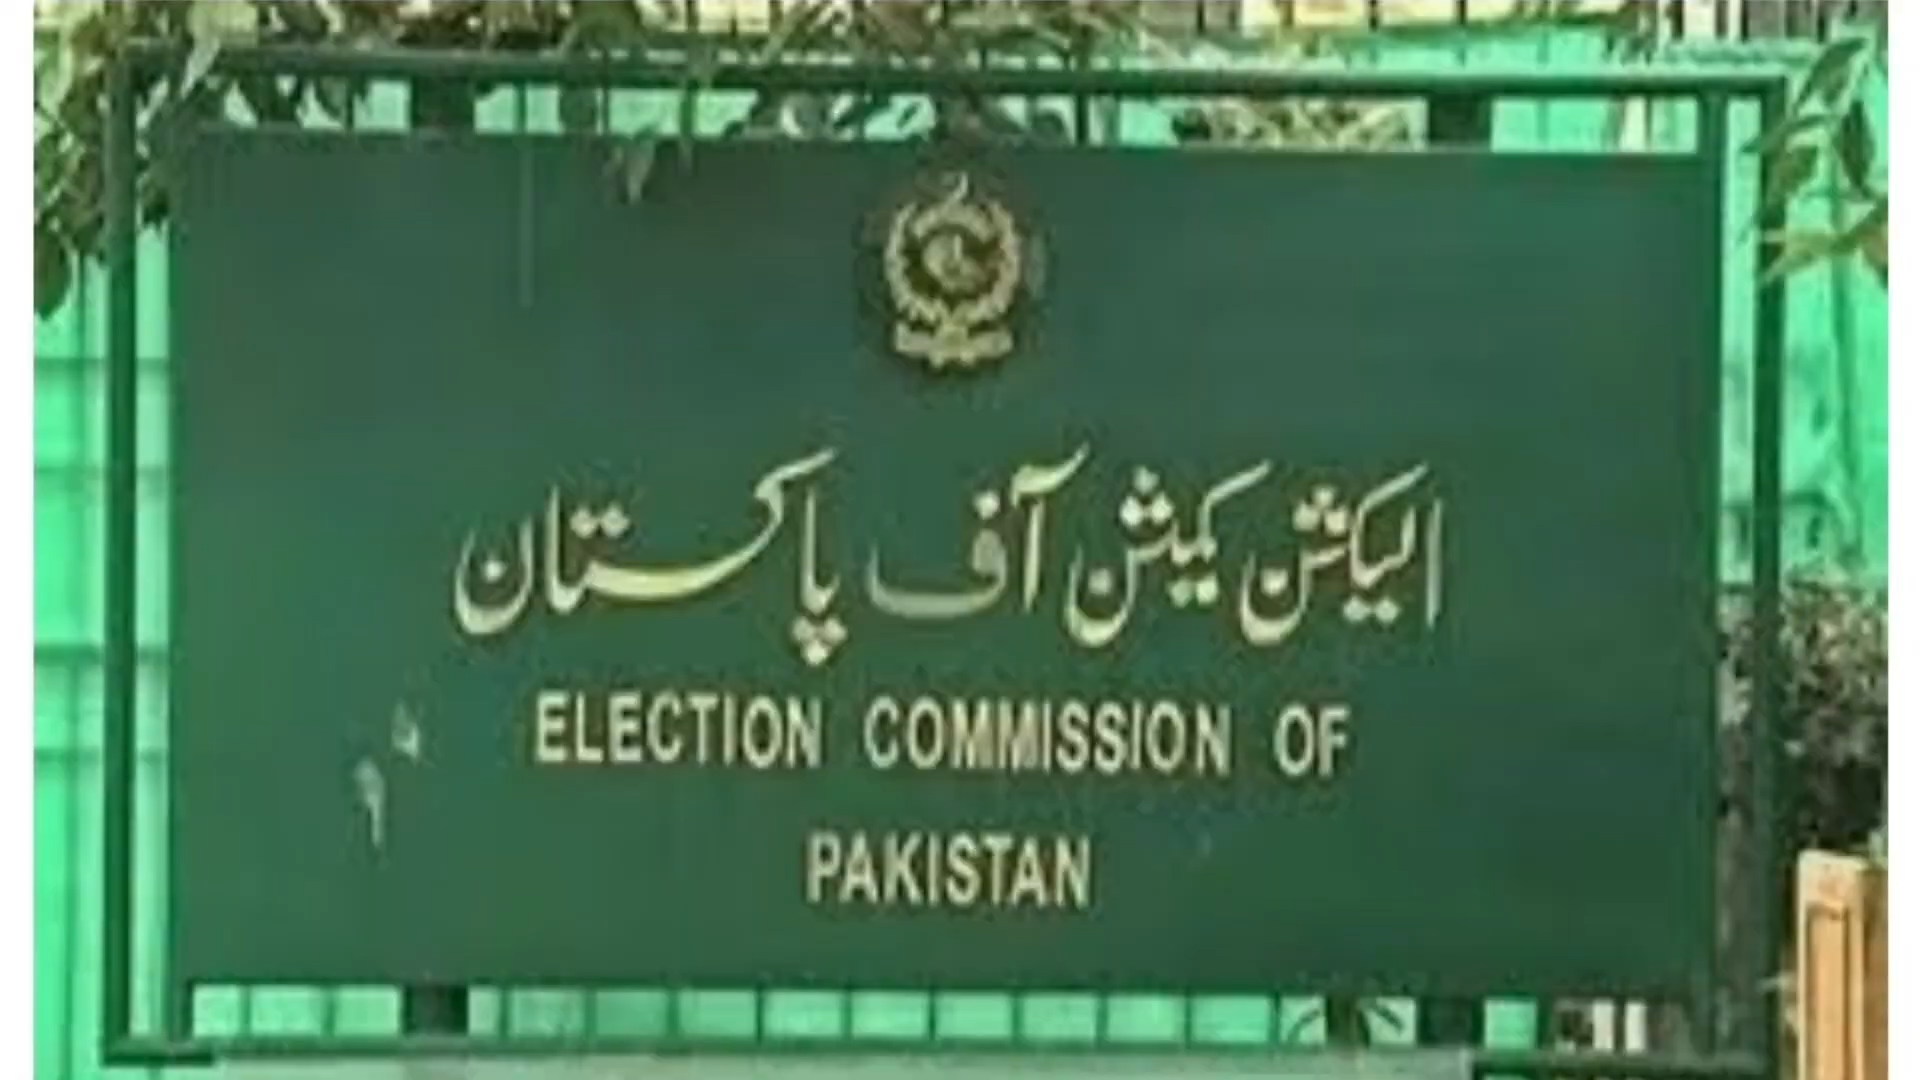 الیکشن کمیشن آف پاکستان
ELECTION COMMISSION OF
PAKISTAN